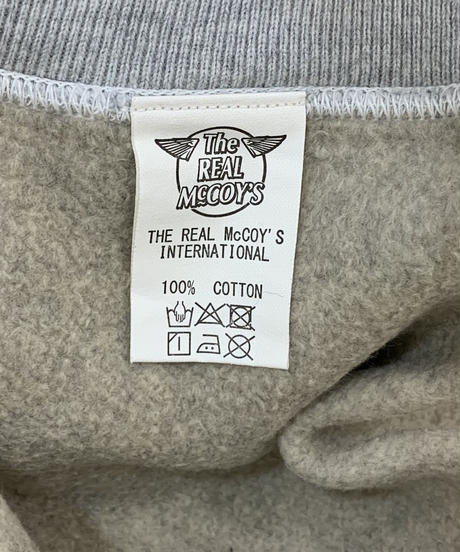 The
REAL
McCOY'S
THE REAL McCOY'S
INTERNATIONAL
100% COTTON